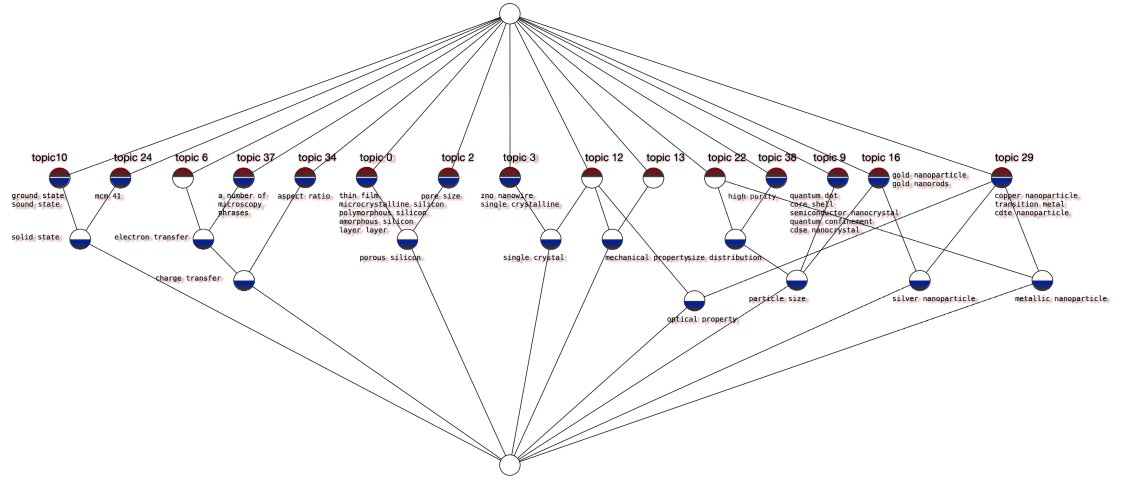 topic10
topic 24
topic 6
topic 37
topic 34
topic 0
topic 2
topic 3
topic 12
topic 13
topic 22
topic 38
topic 9
topic 16
topic 29
ground state
sound state
mcm 41
a number of
microscopy
phrases
aspect ratio
thin film
microcrystalline silicon
polymorphous silicon
amorphous silicon
layer layer
pore size
zno nanowire
single crystalline
high purity
quantum dot
core shell
semiconductor nanocrystal
quantum confinement
cdse nanocrystal
gold nanoparticle
gold nanorods
copper nanoparticle
transition metal
cdte nanoparticle
solid state
electron transfer
porous silicon
single crystal
mechanical property
size distribution
charge transfer
optical property
particle size
silver nanoparticle
metallic nanoparticle